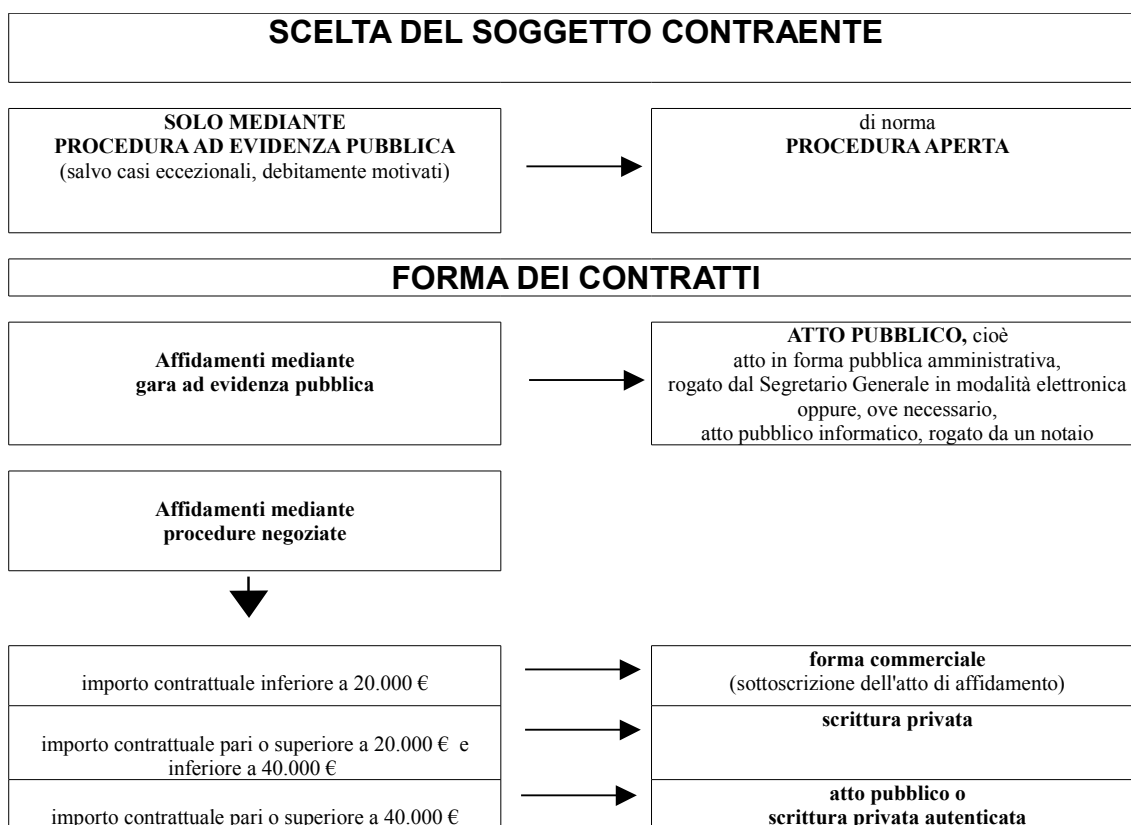 SCELTA DEL SOGGETTO CONTRAENTE
SOLO MEDIANTE
PROCEDURA AD EVIDENZA PUBBLICA
(salvo casi eccezionali, debitamente motivati)
di norma
PROCEDURA APERTA
FORMA DEI CONTRATTI
Affidamenti mediante
gara ad evidenza pubblica
ATTO PUBBLICO, cioè
atto in forma pubblica amministrativa,
rogato dal Segretario Generale in modalità elettronica
oppure, ove necessario,
atto pubblico informatico, rogato da un notaio
Affidamenti mediante
procedure negoziate
importo contrattuale inferiore a 20.000 €
forma commerciale
(sottoscrizione dell'atto di affidamento)
importo contrattuale pari o superiore a 20.000 € e
inferiore a 40.000 €
scrittura privata
importo contrattuale pari o superiore a 40.000 €
atto pubblico o
scrittura privata autenticata